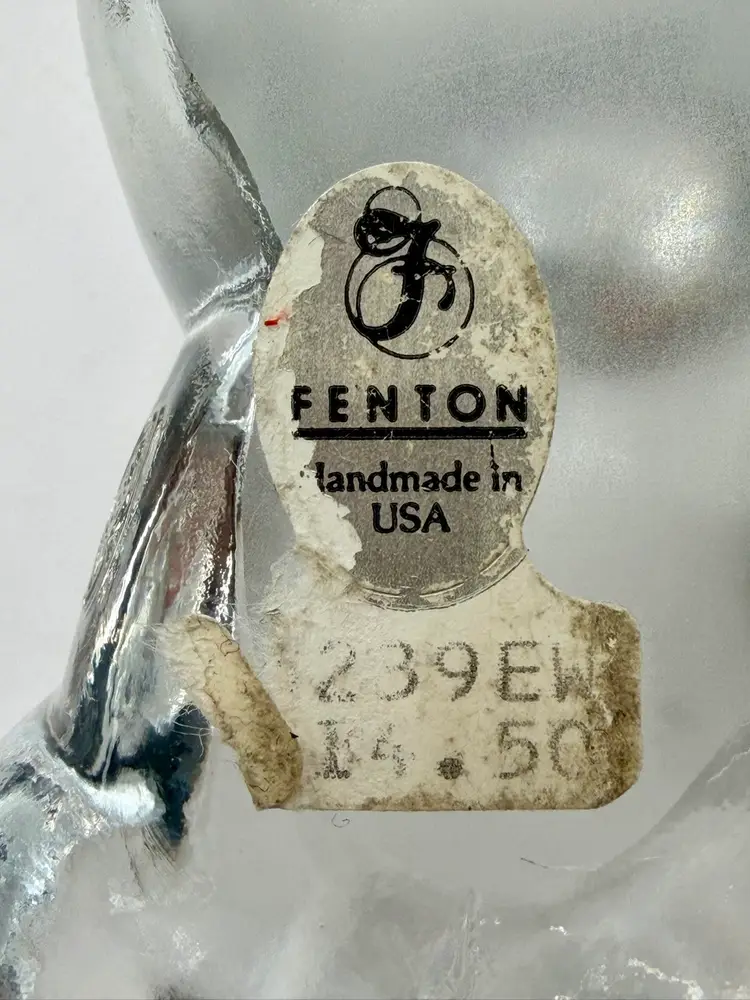 F
FENTON
Handmade in
USA
239EW
14.50